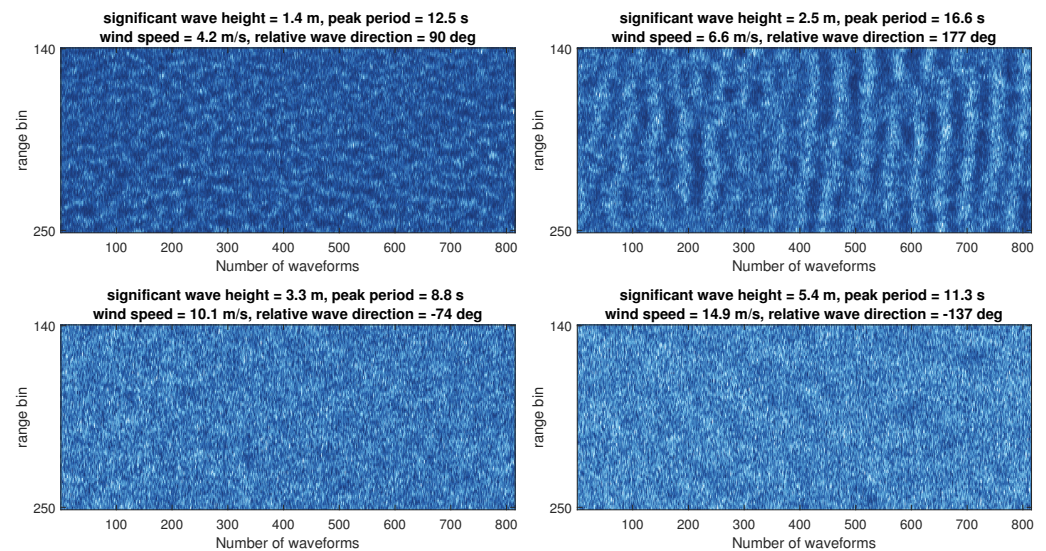 significant wave height = 1.4 m, peak period = 12.5 s
wind speed = 4.2 m/s, relative wave direction = 90 deg
140
range bin
250
100 200 300 400 500 600 700 800
Number of waveforms
significant wave height = 2.5 m, peak period = 16.6 s
wind speed = 6.6 m/s, relative wave direction = 177 deg
140
range bin
250
100 200 300 400 500 600 700 800
Number of waveforms
significant wave height = 3.3 m, peak period = 8.8 s
wind speed = 10.1 m/s, relative wave direction = -74 deg
140
range bin
250
100 200 300 400 500 600 700 800
Number of waveforms
significant wave height = 5.4 m, peak period = 11.3 s
wind speed = 14.9 m/s, relative wave direction = -137 deg
140
range bin
250
100 200 300 400 500 600 700 800
Number of waveforms